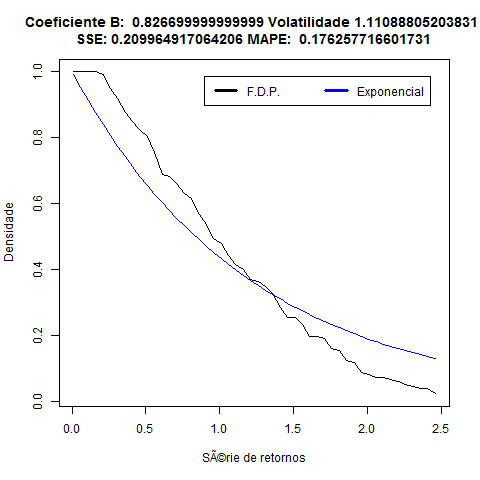 Coeficiente B:  0.826699999999999 Volatilidade 1.11088805203831
SSE: 0.209964917064206 MAPE:  0.176257716601731
F.D.P.
Exponencial
Densidade
1.0
0.8
0.6
0.4
0.2
0.0
0.0
0.5
1.0
1.5
2.0
2.5
SÃ©rie de retornos